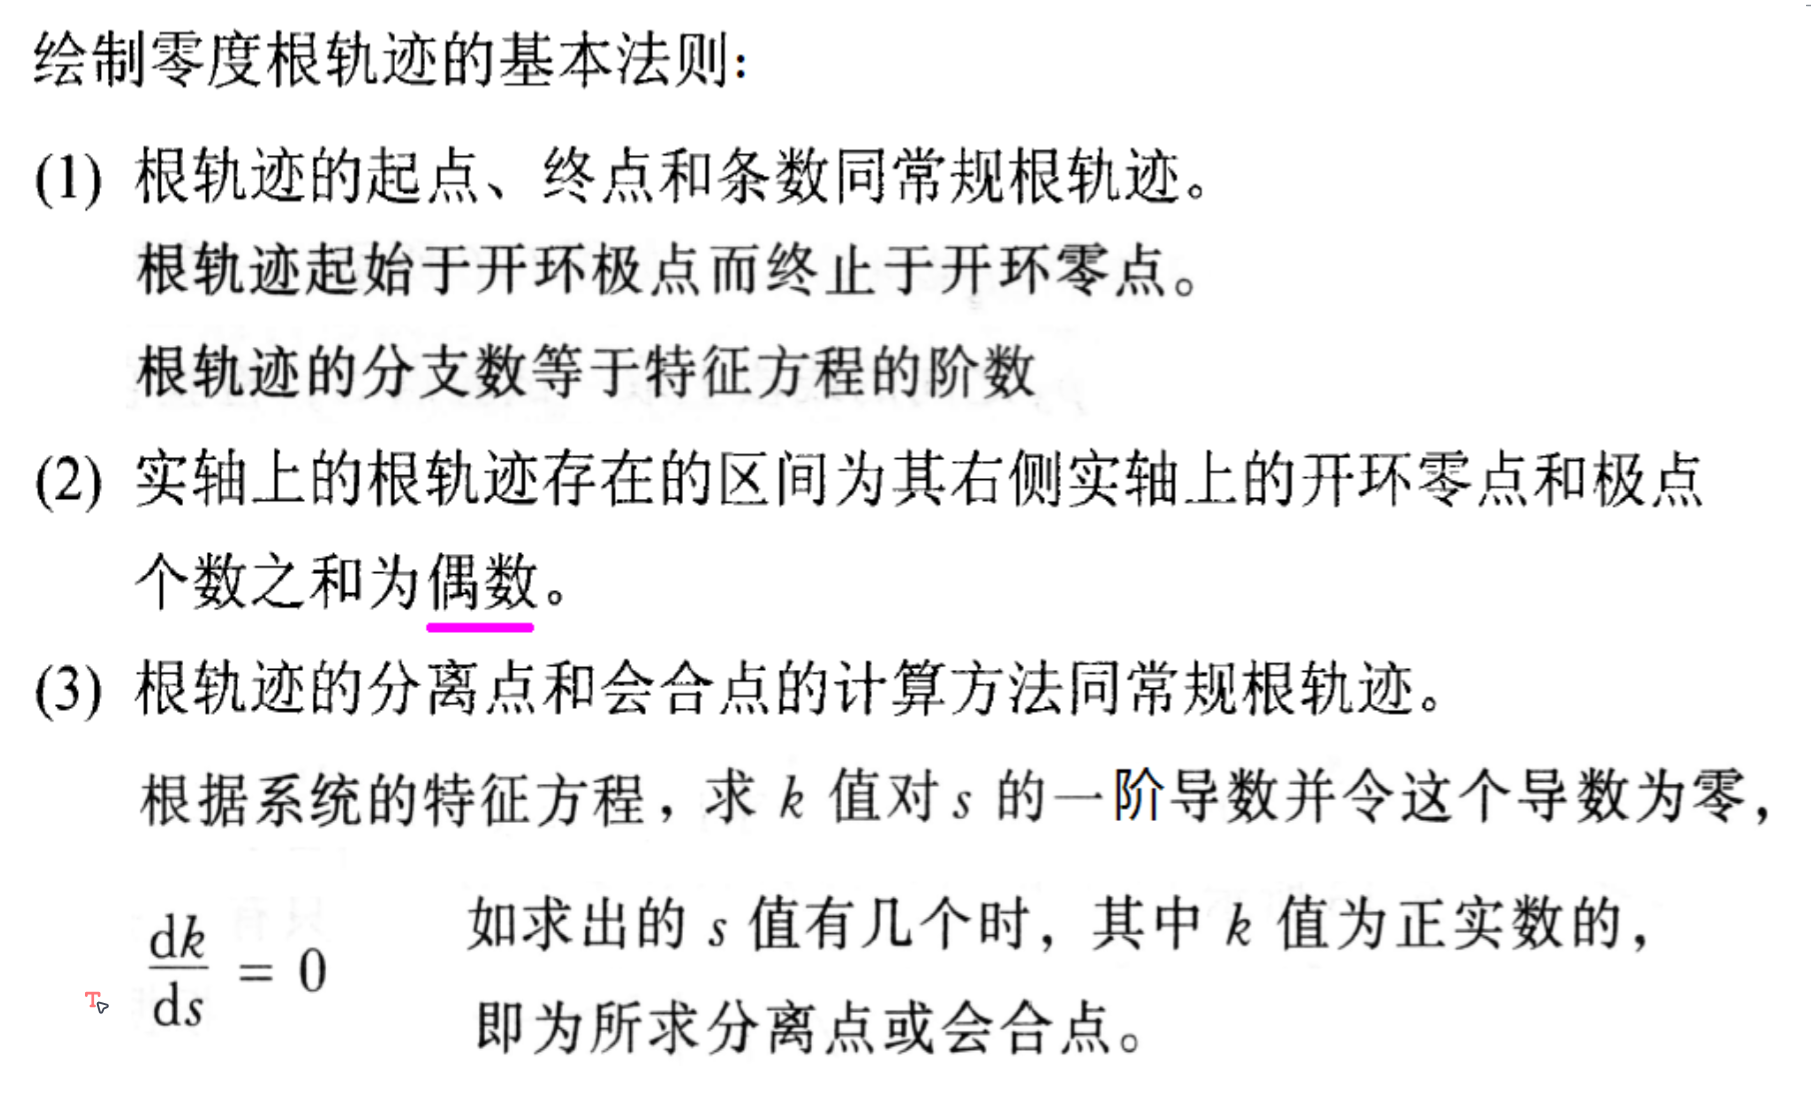 绘制零度根轨迹的基本法则:
(1) 根轨迹的起点、终点和条数同常规根轨迹。
根轨迹起始于开环极点而终止于开环零点。
根轨迹的分支数等于特征方程的阶数
(2) 实轴上的根轨迹存在的区间为其右侧实轴上的开环零点和极点
个数之和为偶数。
(3) 根轨迹的分离点和会合点的计算方法同常规根轨迹。
根据系统的特征方程，求 k 值对 s 的一阶导数并令这个导数为零，
dk/ds = 0
如求出的 s 值有几个时，其中 k 值为正实数的，
即为所求分离点或会合点。